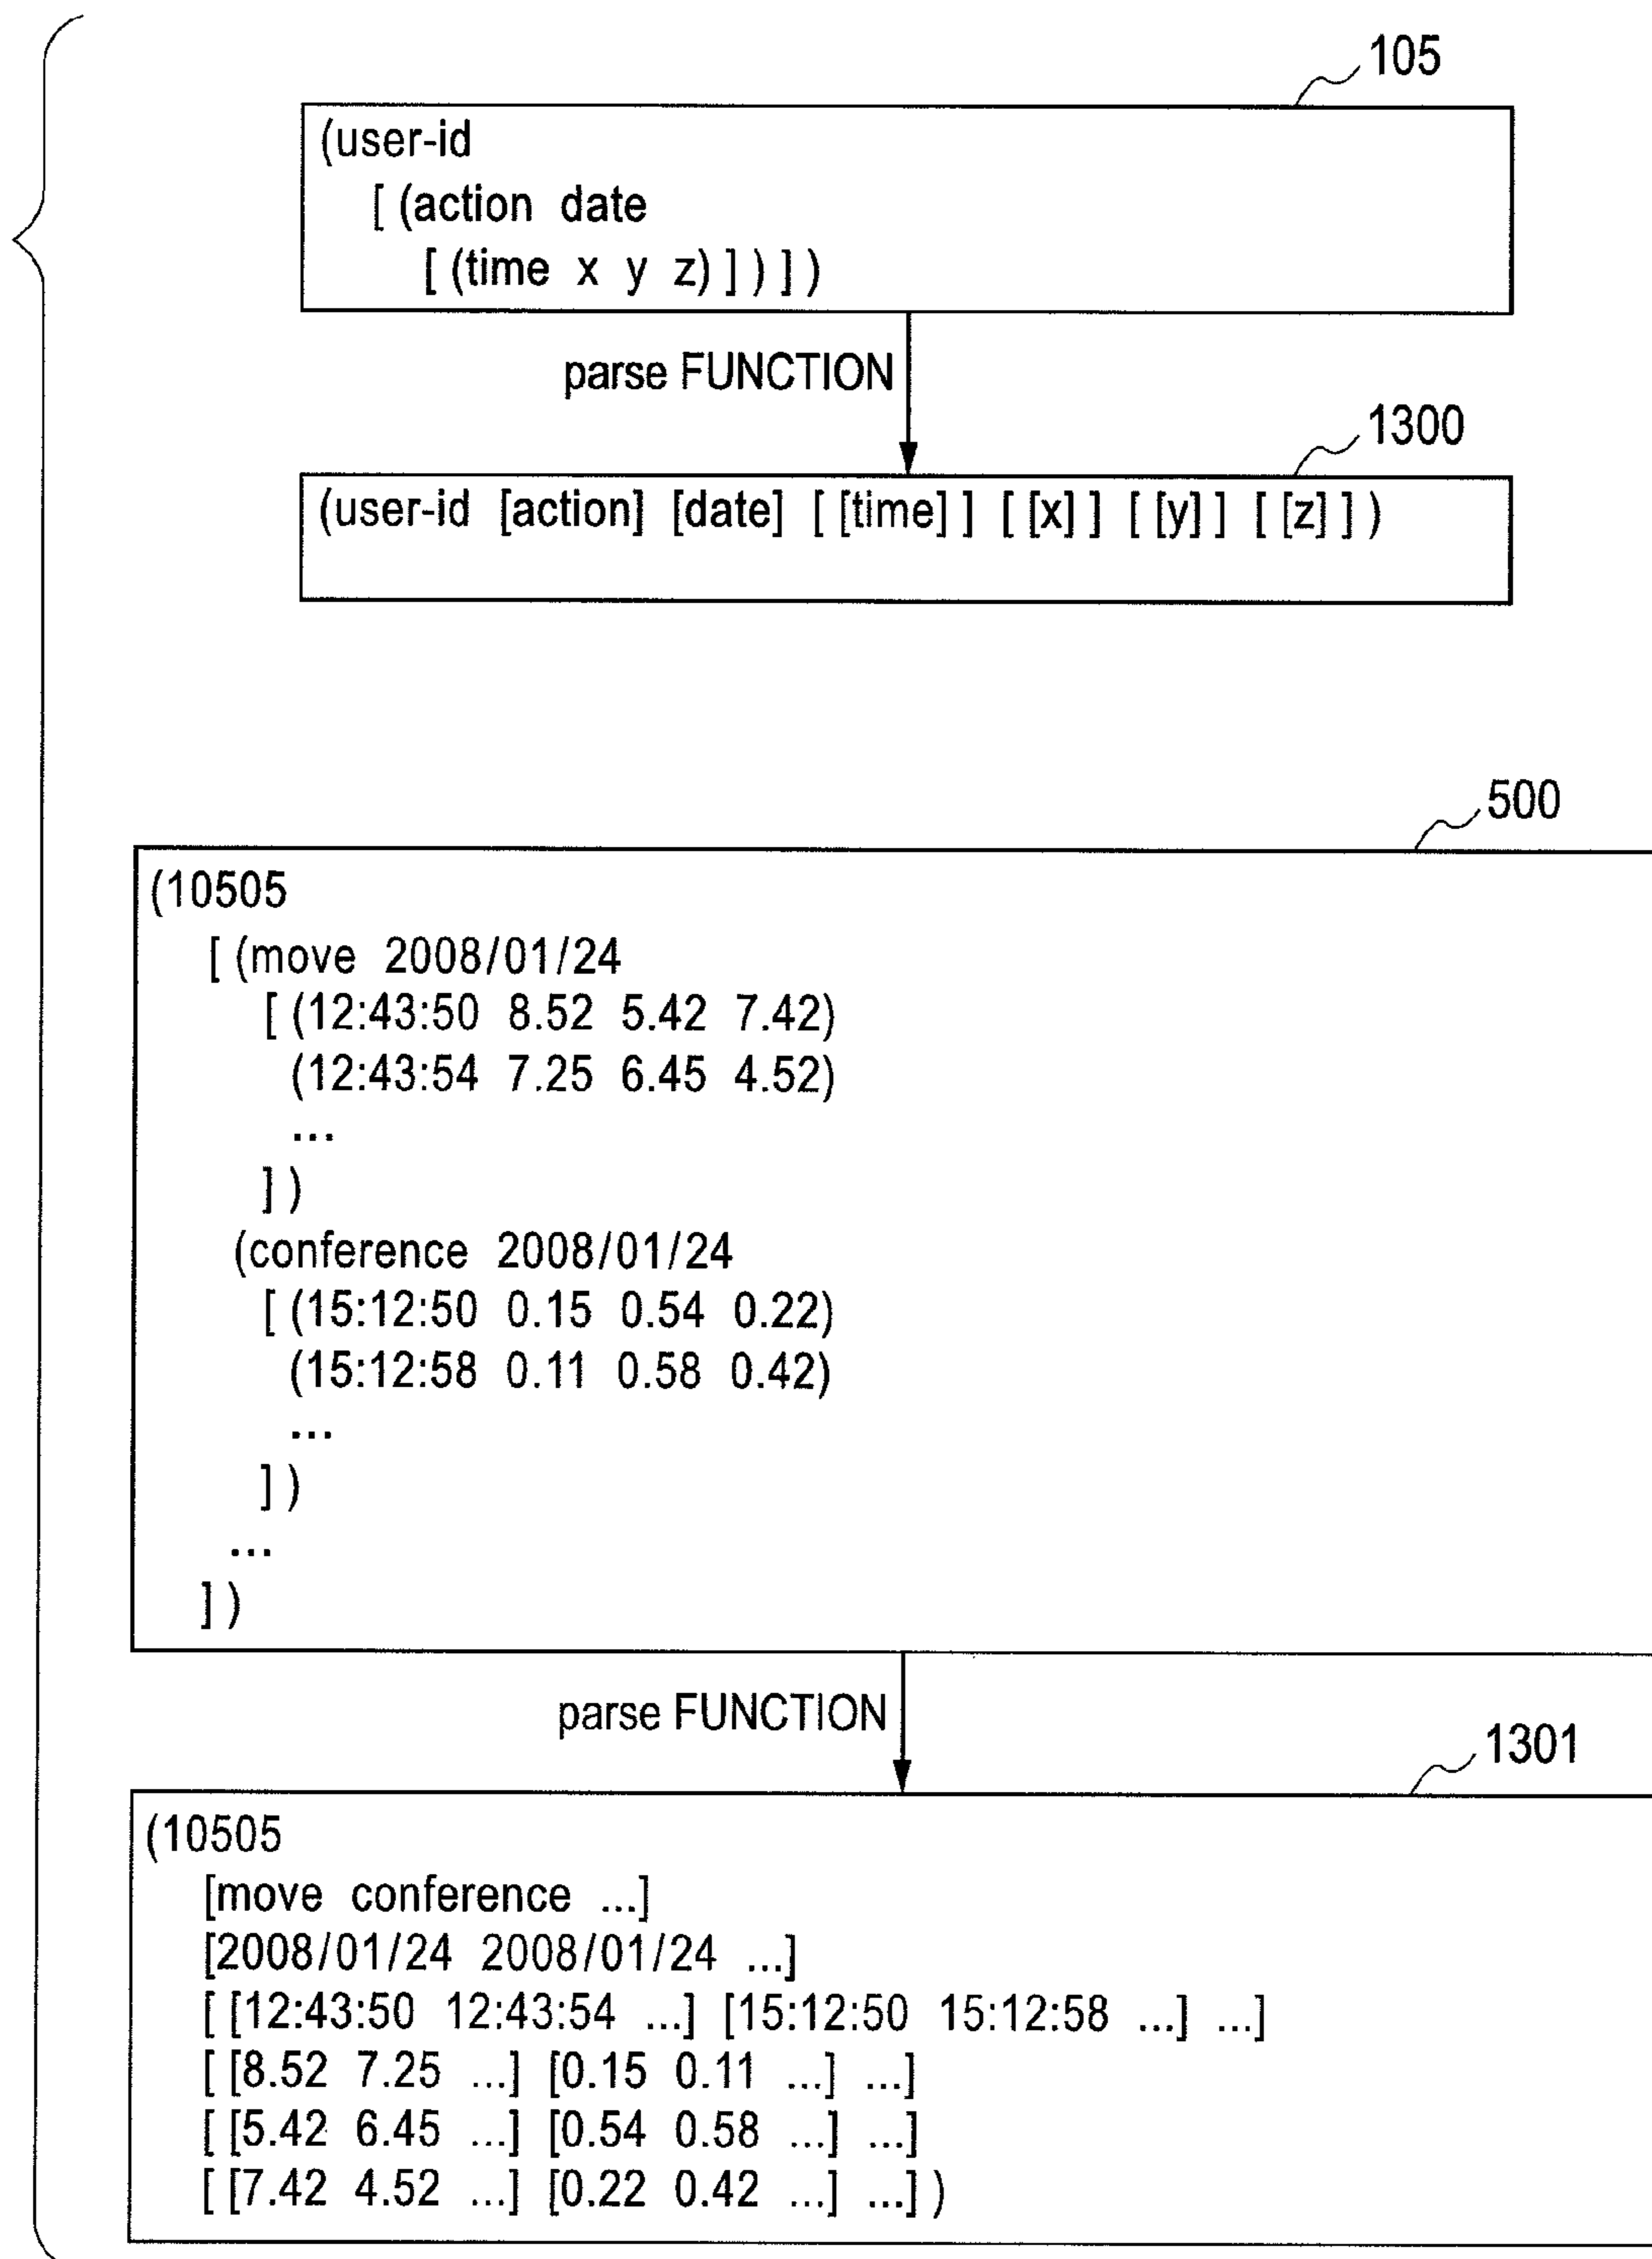 105
(user-id
[ (action date
[ (time x y z) ] ) ] )
parse FUNCTION
1300
(user-id [action] [date] [ [time] ] [ [x] ] [ [y] ] [ [z] ] )
500
(10505
[ (move 2008/01/24
[ (12:43:50 8.52 5.42 7.42)
(12:43:54 7.25 6.45 4.52)
...
] )
(conference 2008/01/24
[ (15:12:50 0.15 0.54 0.22)
(15:12:58 0.11 0.58 0.42)
...
] )
...
] )
parse FUNCTION
1301
(10505
[move conference ...]
[2008/01/24 2008/01/24 ...]
[ [12:43:50 12:43:54 ...] [15:12:50 15:12:58 ...] ...]
[ [8.52 7.25 ...] [0.15 0.11 ...] ...]
[ [5.42 6.45 ...] [0.54 0.58 ...] ...]
[ [7.42 4.52 ...] [0.22 0.42 ...] ...] )